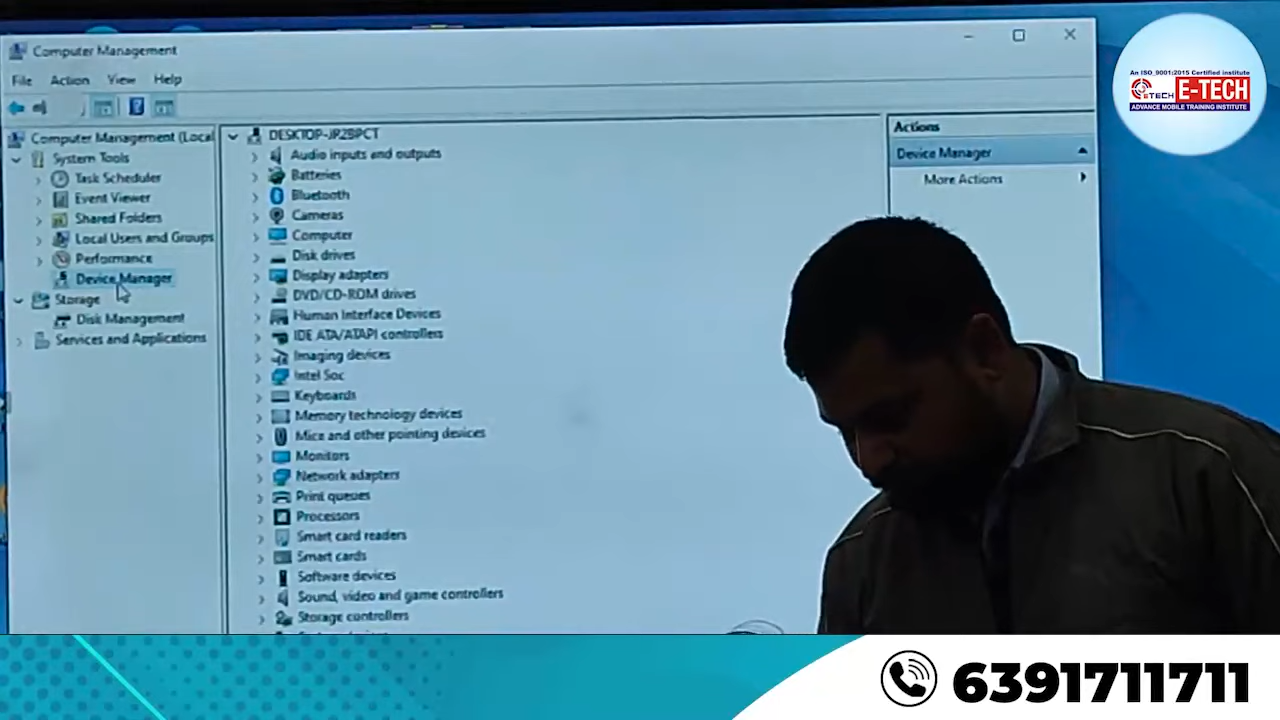 Computer Management
File Action View Help
Computer Management (Local
System Tools
Task Scheduler
Event Viewer
Shared Folders
Local Users and Groups
Performance
Device Manager
Storage
Disk Management
Services and Applications
DESKTOP-JP2BPCT
Audio inputs and outputs
Batteries
Bluetooth
Cameras
Computer
Disk drives
Display adapters
DVD/CD-ROM drives
Human Interface Devices
IDE ATA/ATAPI controllers
Imaging devices
Intel Soc
Keyboards
Memory technology devices
Mice and other pointing devices
Monitors
Network adapters
Print queues
Processors
Smart card readers
Smart cards
Software devices
Sound, video and game controllers
Storage controllers
Actions
Device Manager
More Actions
An ISO_9001:2015 Certified Institute
ETECH E-TECH
ADVANCE MOBILE TRAINING INSTITUTE
6391711711